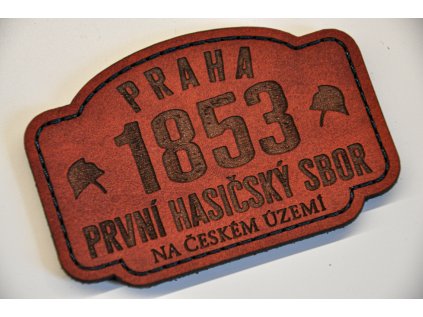 PRAHA
1853
PRVNÍ HASIČSKÝ SBOR
NA ČESKÉM ÚZEMÍ